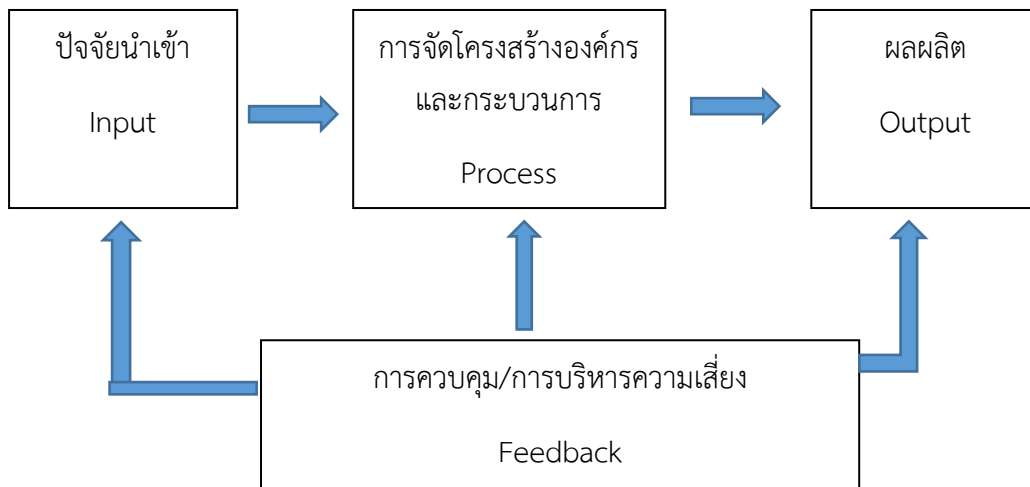 ปัจจัยนำเข้า
Input
การจัดโครงสร้างองค์กร
และกระบวนการ
Process
ผลผลิต
Output
การควบคุม/การบริหารความเสี่ยง
Feedback